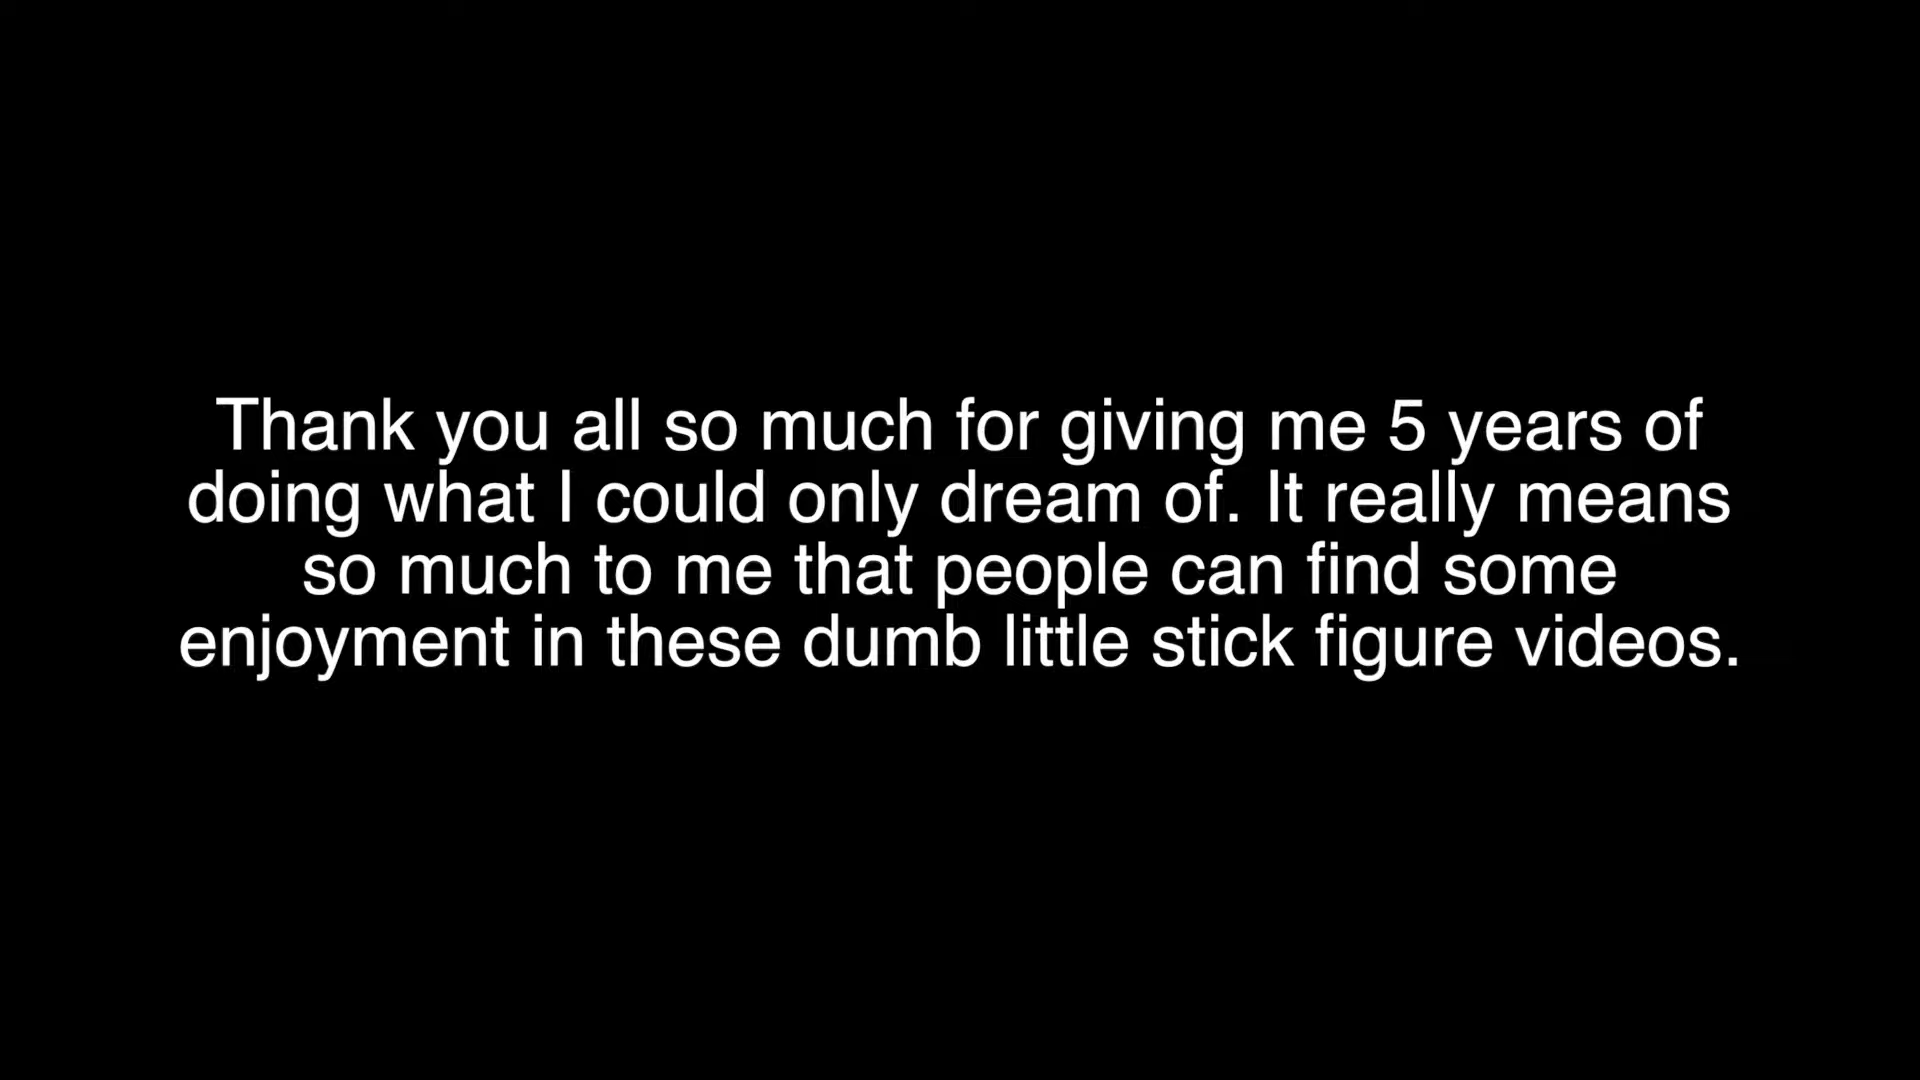 Thank you all so much for giving me 5 years of
doing what I could only dream of. It really means
so much to me that people can find some
enjoyment in these dumb little stick figure videos.